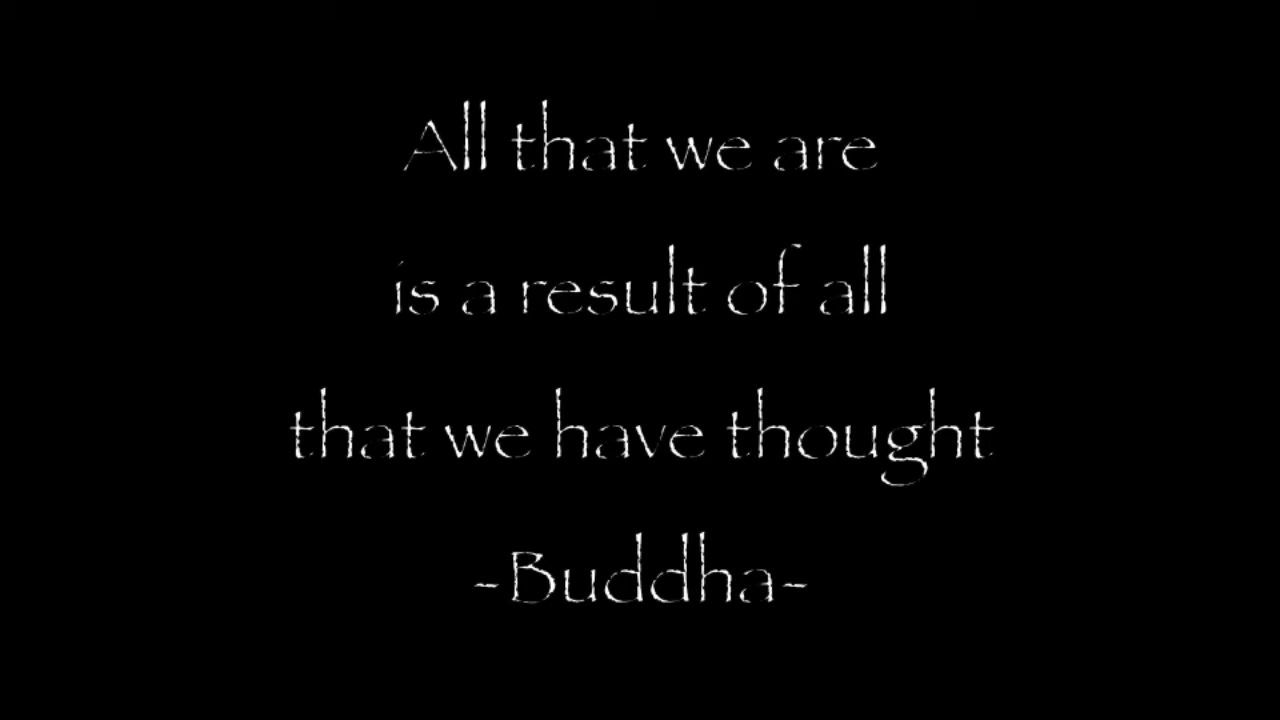 All that we are
is a result of all
that we have thought
-Buddha-